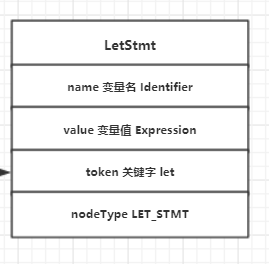 LetStmt
name 变量名 Identifier
value 变量值 Expression
token 关键字 let
nodeType LET_STMT